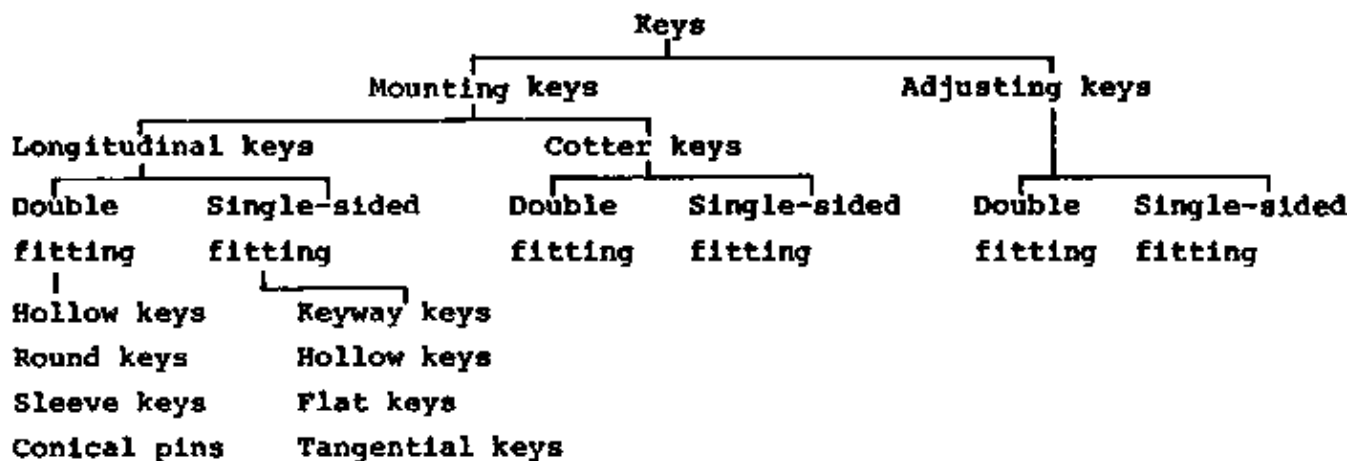 Keys
Mounting keys Adjusting keys
Longitudinal keys Cotter keys
Double Single-sided Double Single-sided Double Single-sided
fitting fitting fitting fitting fitting fitting
Hollow keys Keyway keys
Round keys Hollow keys
Sleeve keys Flat keys
Conical pins Tangential keys